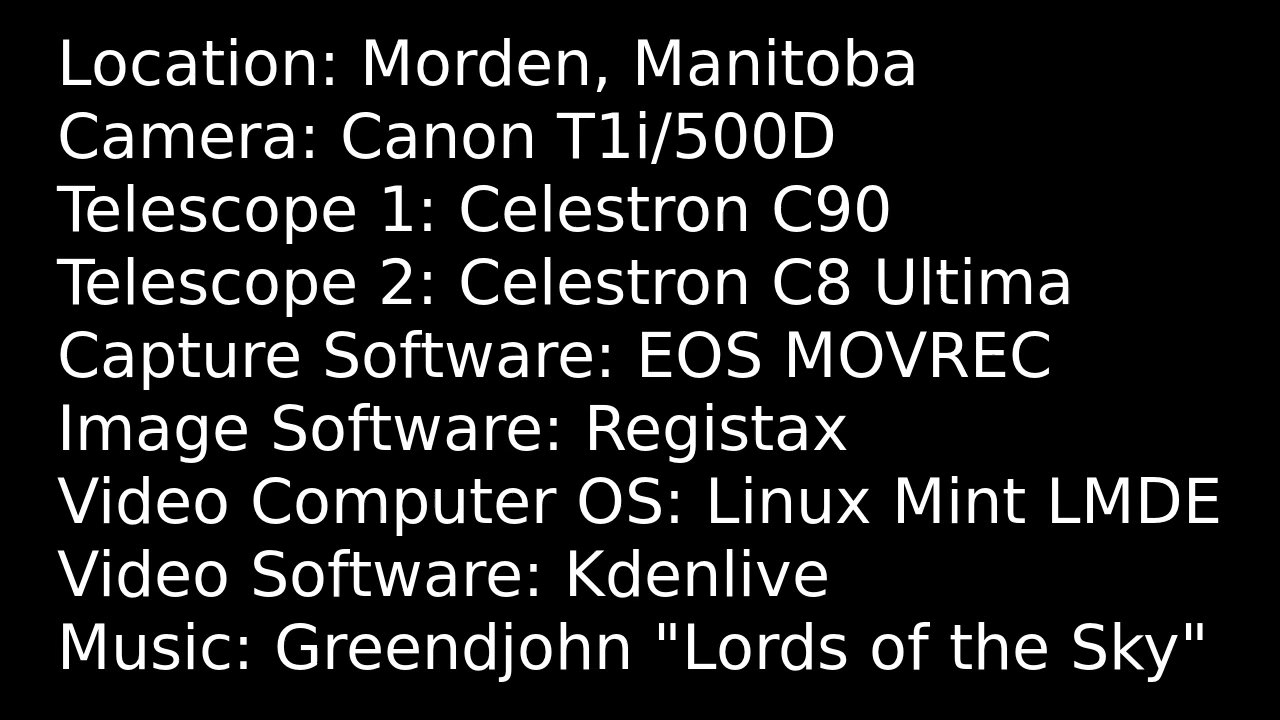 Location: Morden, Manitoba
Camera: Canon T1i/500D
Telescope 1: Celestron C90
Telescope 2: Celestron C8 Ultima
Capture Software: EOS MOVREC
Image Software: Registax
Video Computer OS: Linux Mint LMDE
Video Software: Kdenlive
Music: Greendjohn "Lords of the Sky"